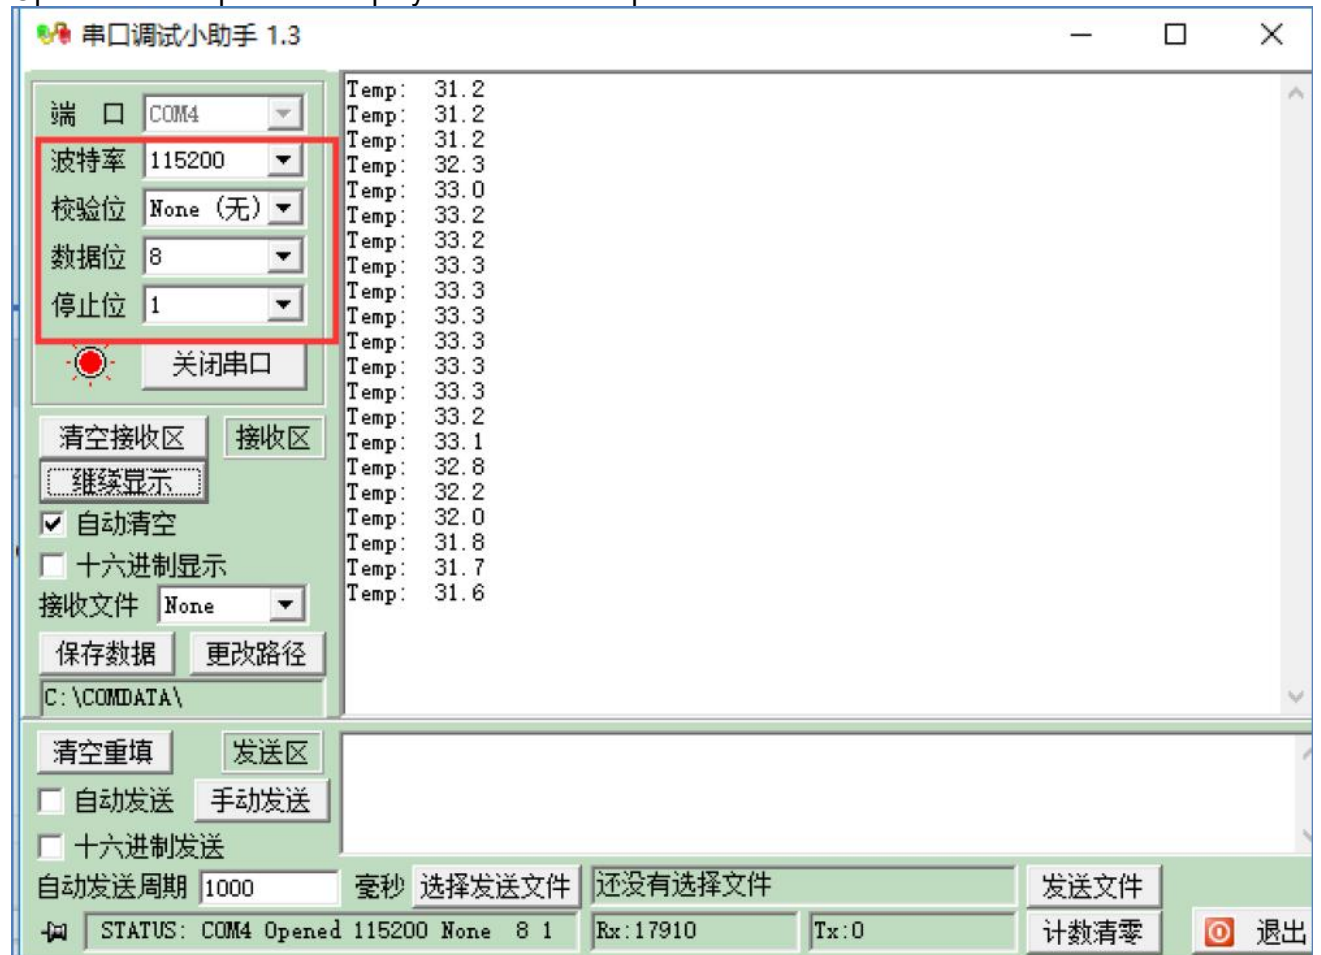 串口调试小助手 1.3
端 口 COM4
波特率 115200
校验位 None (无)
数据位 8
停止位 1
关闭串口
清空接收区 接收区
继续显示
自动清空
十六进制显示
接收文件 None
保存数据 更改路径
C:\COMDATA\
Temp: 31.2
Temp: 31.2
Temp: 31.2
Temp: 32.3
Temp: 33.0
Temp: 33.2
Temp: 33.2
Temp: 33.3
Temp: 33.3
Temp: 33.3
Temp: 33.3
Temp: 33.3
Temp: 33.3
Temp: 33.2
Temp: 33.1
Temp: 32.8
Temp: 32.2
Temp: 32.0
Temp: 31.8
Temp: 31.7
Temp: 31.6
清空重填 发送区
自动发送 手动发送
十六进制发送
自动发送周期 1000 毫秒 选择发送文件 还没有选择文件 发送文件
STATUS: COM4 Opened 115200 None 8 1 Rx:17910 Tx:0 计数清零 退出